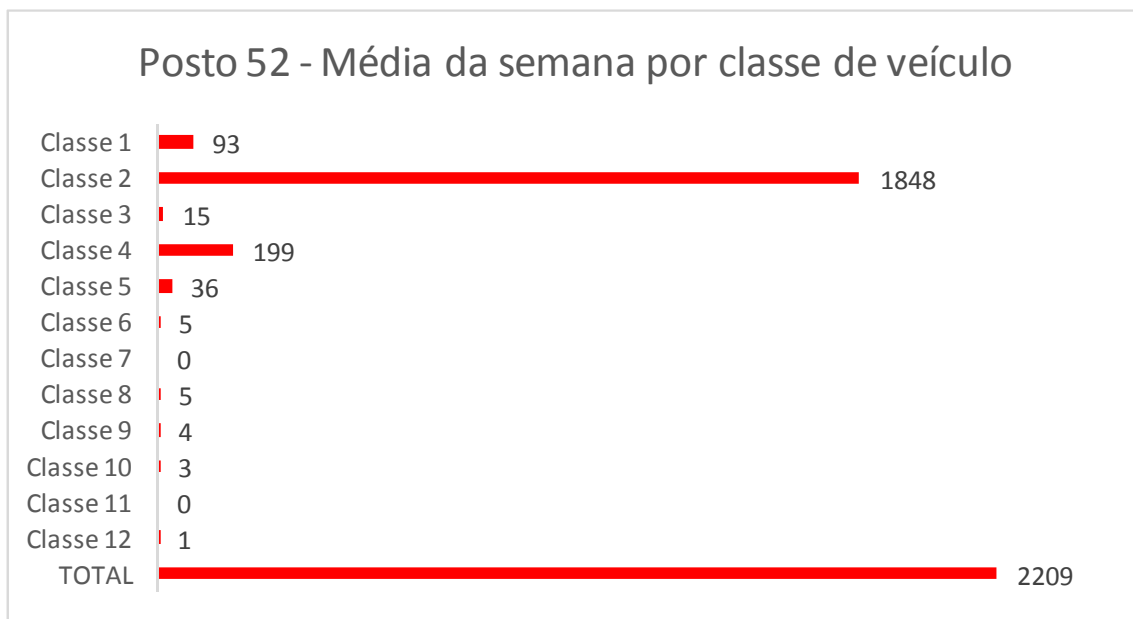 Posto 52 - Média da semana por classe de veículo
Classe 1 93
Classe 2 1848
Classe 3 15
Classe 4 199
Classe 5 36
Classe 6 5
Classe 7 0
Classe 8 5
Classe 9 4
Classe 10 3
Classe 11 0
Classe 12 1
TOTAL 2209